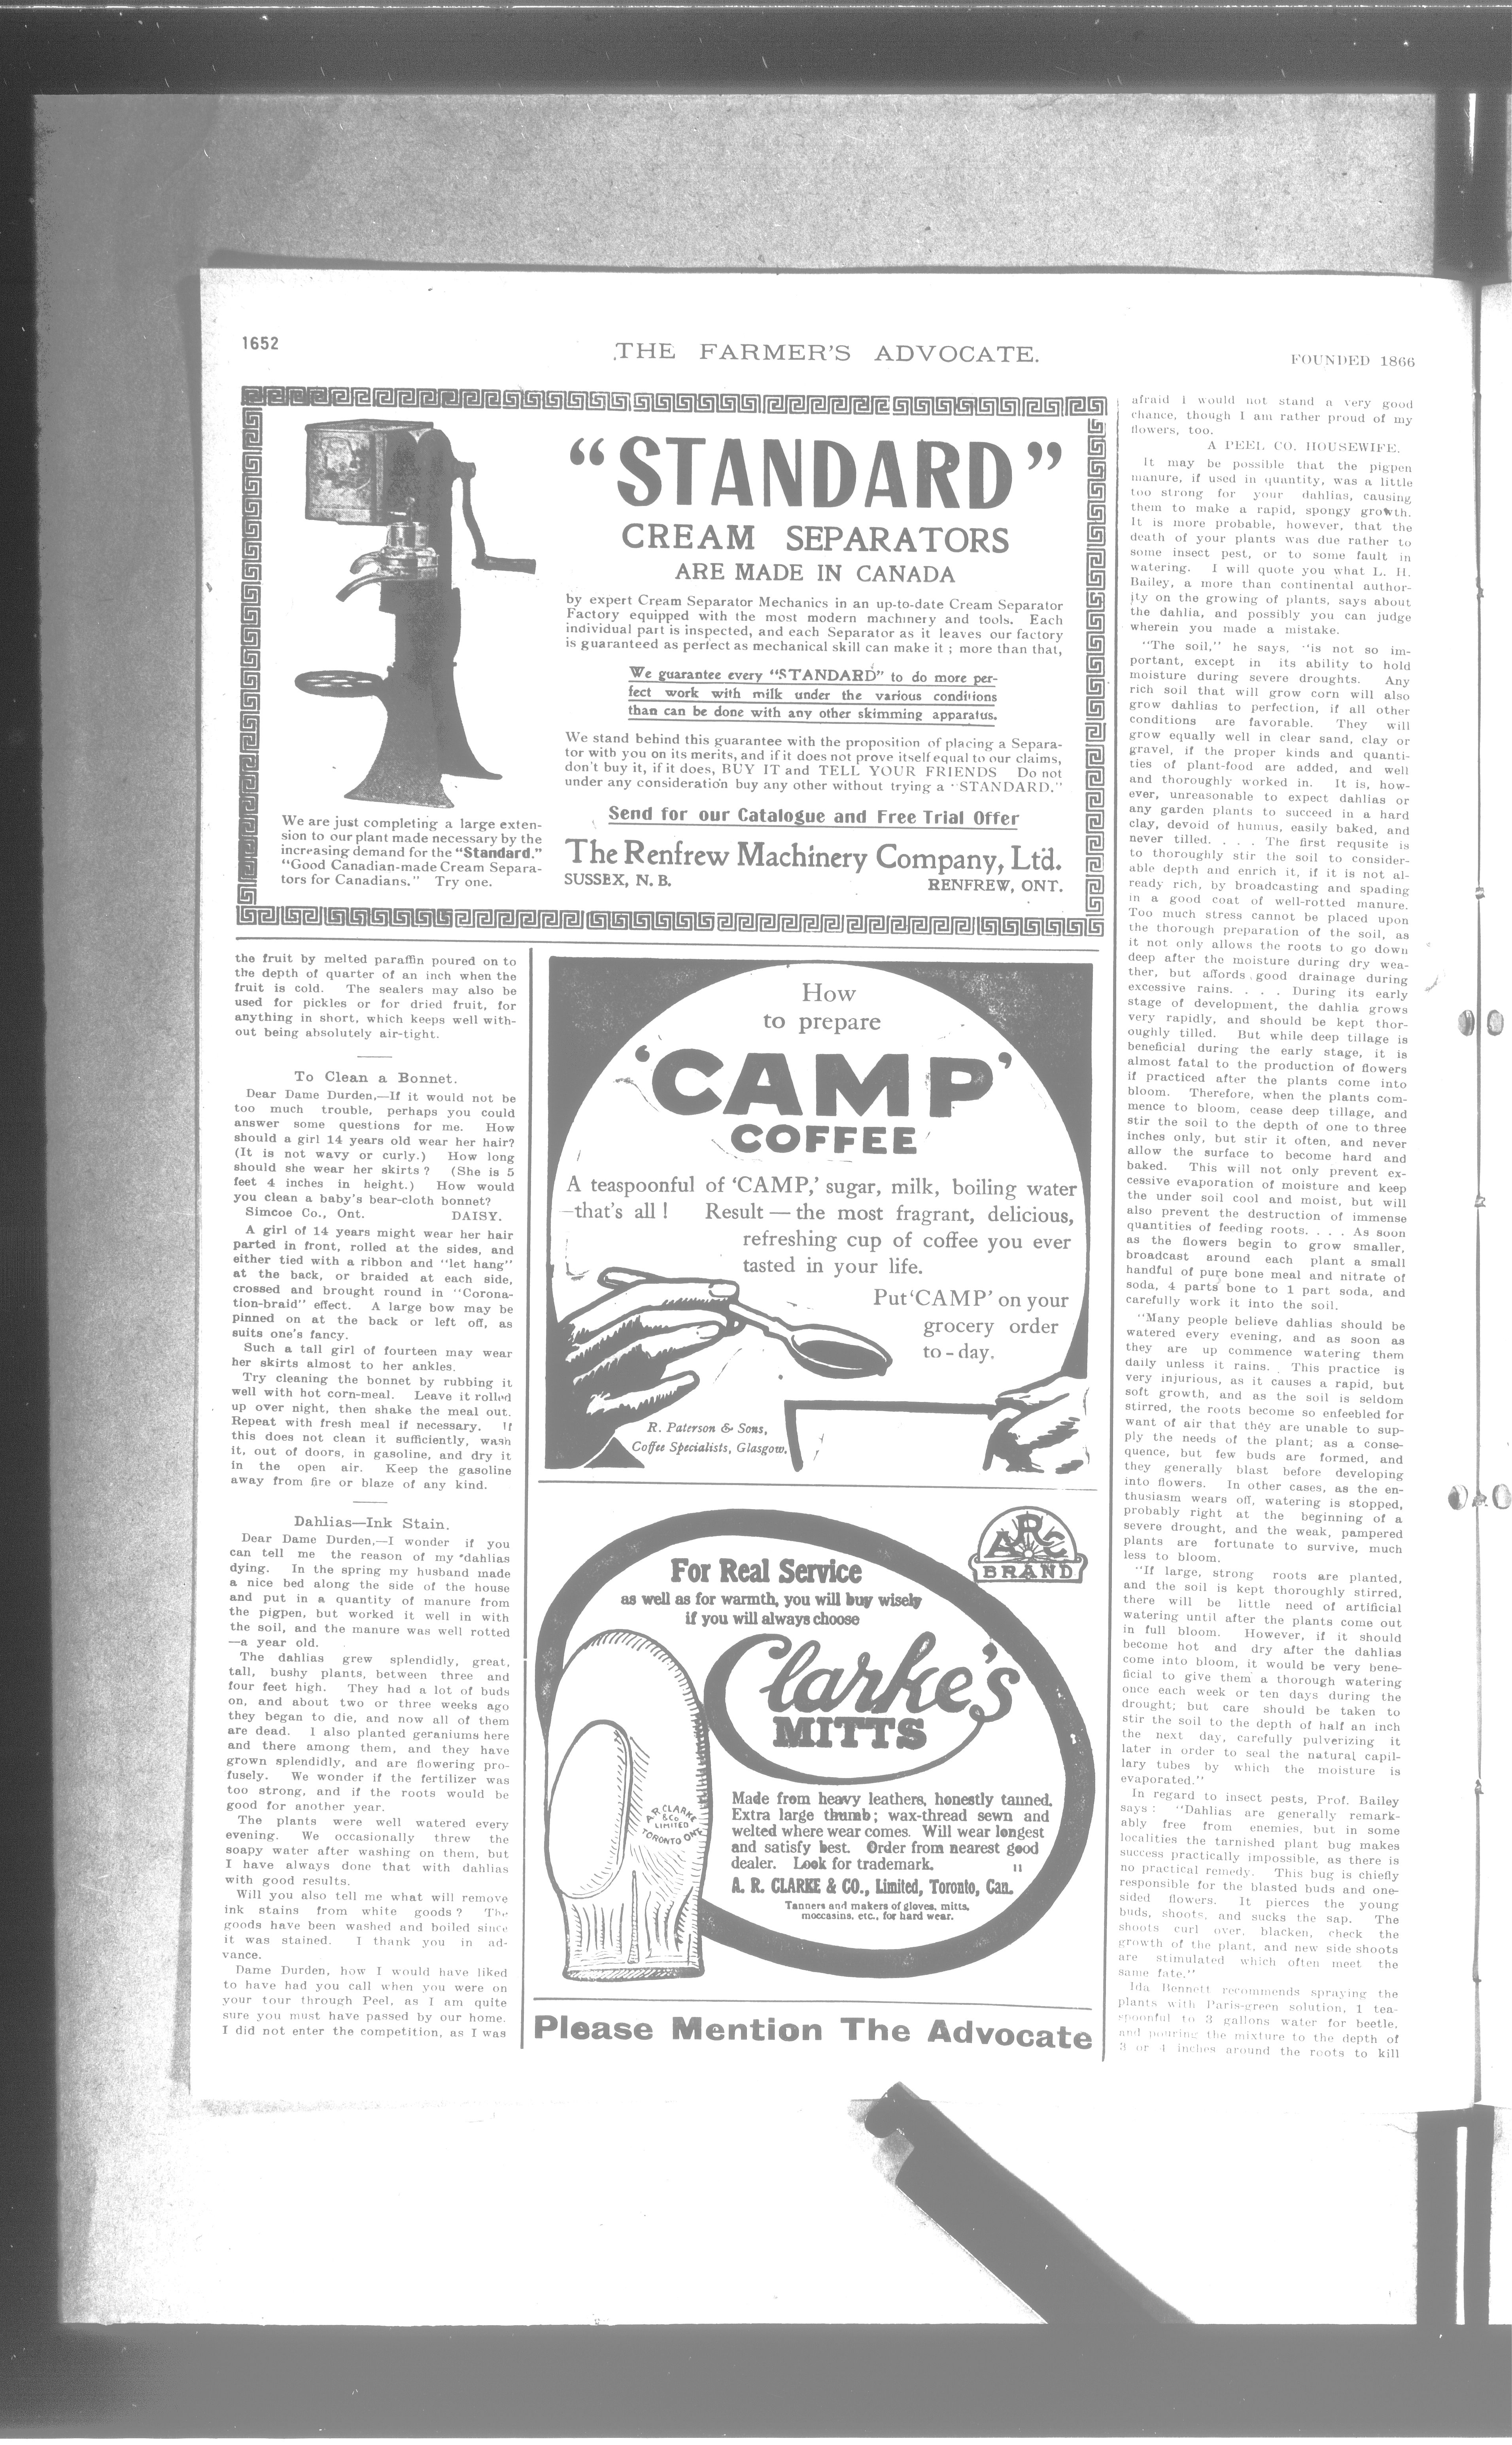 1652
THE FARMER'S ADVOCATE.
FOUNDED 1866
"STANDARD"
CREAM SEPARATORS
ARE MADE IN CANADA
by expert Cream Separator Mechanics in an up-to-date Cream Separator
Factory equipped with the most modern machinery and tools. Each
individual part is inspected, and each Separator as it leaves our factory
is guaranteed as perfect as mechanical skill can make it ; more than that,
We guarantee every "STANDARD" to do more per-
fect work with milk under the various conditions
than can be done with any other skimming apparatus.
We stand behind this guarantee with the proposition of placing a Separa-
tor with you on its merits, and if it does not prove itself equal to our claims,
don't buy it, if it does, BUY IT and TELL YOUR FRIENDS Do not
under any consideration buy any other without trying a "STANDARD."
Send for our Catalogue and Free Trial Offer
The Renfrew Machinery Company, Ltd.
SUSSEX, N. B.
RENFREW, ONT.
We are just completing a large exten-
sion to our plant made necessary by the
increasing demand for the "Standard."
"Good Canadian-made Cream Separa-
tors for Canadians." Try one.
the fruit by melted paraffin poured on to
the depth of quarter of an inch when the
fruit is cold. The sealers may also be
used for pickles or for dried fruit, for
anything in short, which keeps well with-
out being absolutely air-tight.
To Clean a Bonnet.
Dear Dame Durden,—If it would not be
too much trouble, perhaps you could
answer some questions for me. How
should a girl 14 years old wear her hair?
(It is not wavy or curly.) How long
should she wear her skirts ? (She is 5
feet 4 inches in height.) How would
you clean a baby's bear-cloth bonnet?
Simcoe Co., Ont. DAISY.
A girl of 14 years might wear her hair
parted in front, rolled at the sides, and
either tied with a ribbon and "let hang"
at the back, or braided at each side,
crossed and brought round in "Corona-
tion-braid" effect. A large bow may be
pinned on at the back or left off, as
suits one's fancy.
Such a tall girl of fourteen may wear
her skirts almost to her ankles.
Try cleaning the bonnet by rubbing it
well with hot corn-meal. Leave it rolled
up over night, then shake the meal out.
Repeat with fresh meal if necessary. If
this does not clean it sufficiently, wash
it, out of doors, in gasoline, and dry it
in the open air. Keep the gasoline
away from fire or blaze of any kind.
Dahlias—Ink Stain.
Dear Dame Durden,—I wonder if you
can tell me the reason of my dahlias
dying. In the spring my husband made
a nice bed along the side of the house
and put in a quantity of manure from
the pigpen, but worked it well in with
the soil, and the manure was well rotted
—a year old.
The dahlias grew splendidly, great,
tall, bushy plants, between three and
four feet high. They had a lot of buds
on, and about two or three weeks ago
they began to die, and now all of them
are dead. I also planted geraniums here
and there among them, and they have
grown splendidly, and are flowering pro-
fusely. We wonder if the fertilizer was
too strong, and if the roots would be
good for another year.
The plants were well watered every
evening. We occasionally threw the
soapy water after washing on them, but
I have always done that with dahlias
with good results.
Will you also tell me what will remove
ink stains from white goods ? The
goods have been washed and boiled since
it was stained. I thank you in ad-
vance.
Dame Durden, how I would have liked
to have had you call when you were on
your tour through Peel, as I am quite
sure you must have passed by our home.
I did not enter the competition, as I was
How
to prepare
'CAMP'
COFFEE
A teaspoonful of 'CAMP,' sugar, milk, boiling water
—that's all ! Result — the most fragrant, delicious,
refreshing cup of coffee you ever
tasted in your life.
Put 'CAMP' on your
grocery order
to-day.
R. Paterson & Sons,
Coffee Specialists, Glasgow.
ARC
BRAND
For Real Service
as well as for warmth, you will buy wisely
if you will always choose
Clarke's
MITTS
A.R. CLARKE
& Co
LIMITED
TORONTO ONT
Made from heavy leathers, honestly tanned.
Extra large thumb ; wax-thread sewn and
welted where wear comes. Will wear longest
and satisfy best. Order from nearest good
dealer. Look for trademark. 11
A. R. CLARKE & CO., Limited, Toronto, Can.
Tanners and makers of gloves, mitts,
moccasins, etc., for hard wear.
Please Mention The Advocate
afraid I would not stand a very good
chance, though I am rather proud of my
flowers, too.
A PEEL CO. HOUSEWIFE.
It may be possible that the pigpen
manure, if used in quantity, was a little
too strong for your dahlias, causing
them to make a rapid, spongy growth.
It is more probable, however, that the
death of your plants was due rather to
some insect pest, or to some fault in
watering. I will quote you what L. H.
Bailey, a more than continental author-
ity on the growing of plants, says about
the dahlia, and possibly you can judge
wherein you made a mistake.
"The soil," he says, "is not so im-
portant, except in its ability to hold
moisture during severe droughts. Any
rich soil that will grow corn will also
grow dahlias to perfection, if all other
conditions are favorable. They will
grow equally well in clear sand, clay or
gravel, if the proper kinds and quanti-
ties of plant-food are added, and well
and thoroughly worked in. It is, how-
ever, unreasonable to expect dahlias or
any garden plants to succeed in a hard
clay, devoid of humus, easily baked, and
never tilled. . . . The first requsite is
to thoroughly stir the soil to consider-
able depth and enrich it, if it is not al-
ready rich, by broadcasting and spading
in a good coat of well-rotted manure.
Too much stress cannot be placed upon
the thorough preparation of the soil, as
it not only allows the roots to go down
deep after the moisture during dry wea-
ther, but affords good drainage during
excessive rains. . . . During its early
stage of development, the dahlia grows
very rapidly, and should be kept thor-
oughly tilled. But while deep tillage is
beneficial during the early stage, it is
almost fatal to the production of flowers
if practiced after the plants come into
bloom. Therefore, when the plants com-
mence to bloom, cease deep tillage, and
stir the soil to the depth of one to three
inches only, but stir it often, and never
allow the surface to become hard and
baked. This will not only prevent ex-
cessive evaporation of moisture and keep
the under soil cool and moist, but will
also prevent the destruction of immense
quantities of feeding roots. . . . As soon
as the flowers begin to grow smaller,
broadcast around each plant a small
handful of pure bone meal and nitrate of
soda, 4 parts bone to 1 part soda, and
carefully work it into the soil.
"Many people believe dahlias should be
watered every evening, and as soon as
they are up commence watering them
daily unless it rains. This practice is
very injurious, as it causes a rapid, but
soft growth, and as the soil is seldom
stirred, the roots become so enfeebled for
want of air that they are unable to sup-
ply the needs of the plant; as a conse-
quence, but few buds are formed, and
they generally blast before developing
into flowers. In other cases, as the en-
thusiasm wears off, watering is stopped,
probably right at the beginning of a
severe drought, and the weak, pampered
plants are fortunate to survive, much
less to bloom.
"If large, strong roots are planted,
and the soil is kept thoroughly stirred,
there will be little need of artificial
watering until after the plants come out
in full bloom. However, if it should
become hot and dry after the dahlias
come into bloom, it would be very bene-
ficial to give them a thorough watering
once each week or ten days during the
drought; but care should be taken to
stir the soil to the depth of half an inch
the next day, carefully pulverizing it
later in order to seal the natural capil-
lary tubes by which the moisture is
evaporated."
In regard to insect pests, Prof. Bailey
says : "Dahlias are generally remark-
ably free from enemies, but in some
localities the tarnished plant bug makes
success practically impossible, as there is
no practical remedy. This bug is chiefly
responsible for the blasted buds and one-
sided flowers. It pierces the young
buds, shoots, and sucks the sap. The
shoots curl over, blacken, check the
growth of the plant, and new side shoots
are stimulated which often meet the
same fate."
Ida Bennett recommends spraying the
plants with Paris-green solution, 1 tea-
spoonful to 3 gallons water for beetle,
and pouring the mixture to the depth of
3 or 4 inches around the roots to kill